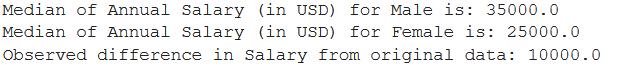 Median of Annual Salary (in USD) for Male is: 35000.0
Median of Annual Salary (in USD) for Female is: 25000.0
Observed difference in Salary from original data: 10000.0